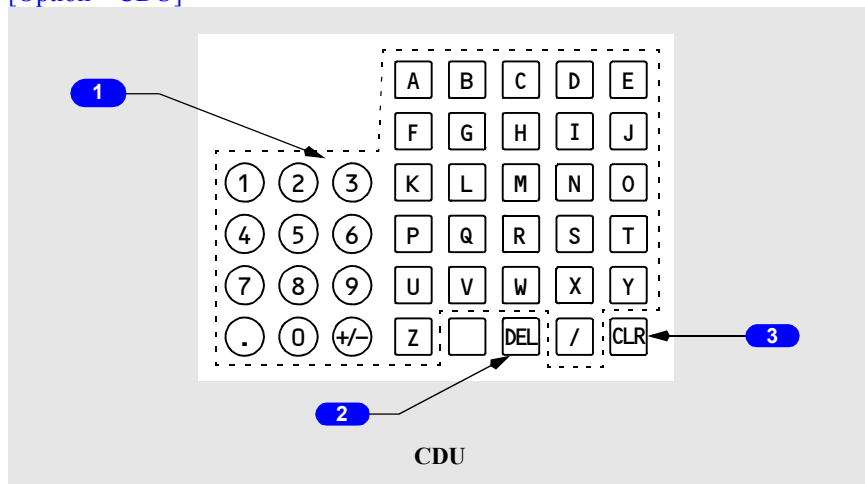 A B C D E
1
F G H I J
1 2 3 K L M N O
4 5 6 P Q R S T
7 8 9 U V W X Y
. 0 +/− Z DEL / CLR
3
2
CDU